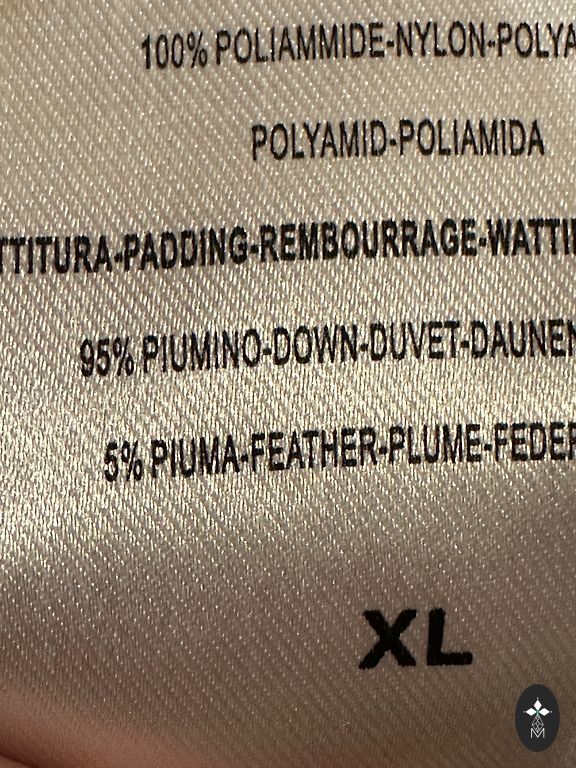 100% POLIAMMIDE-NYLON-POLYA
POLYAMID-POLIAMIDA
TTITURA-PADDING-REMBOURRAGE-WATTI
95% PIUMINO-DOWN-DUVET-DAUNEN
5% PIUMA-FEATHER-PLUME-FEDER
XL
M